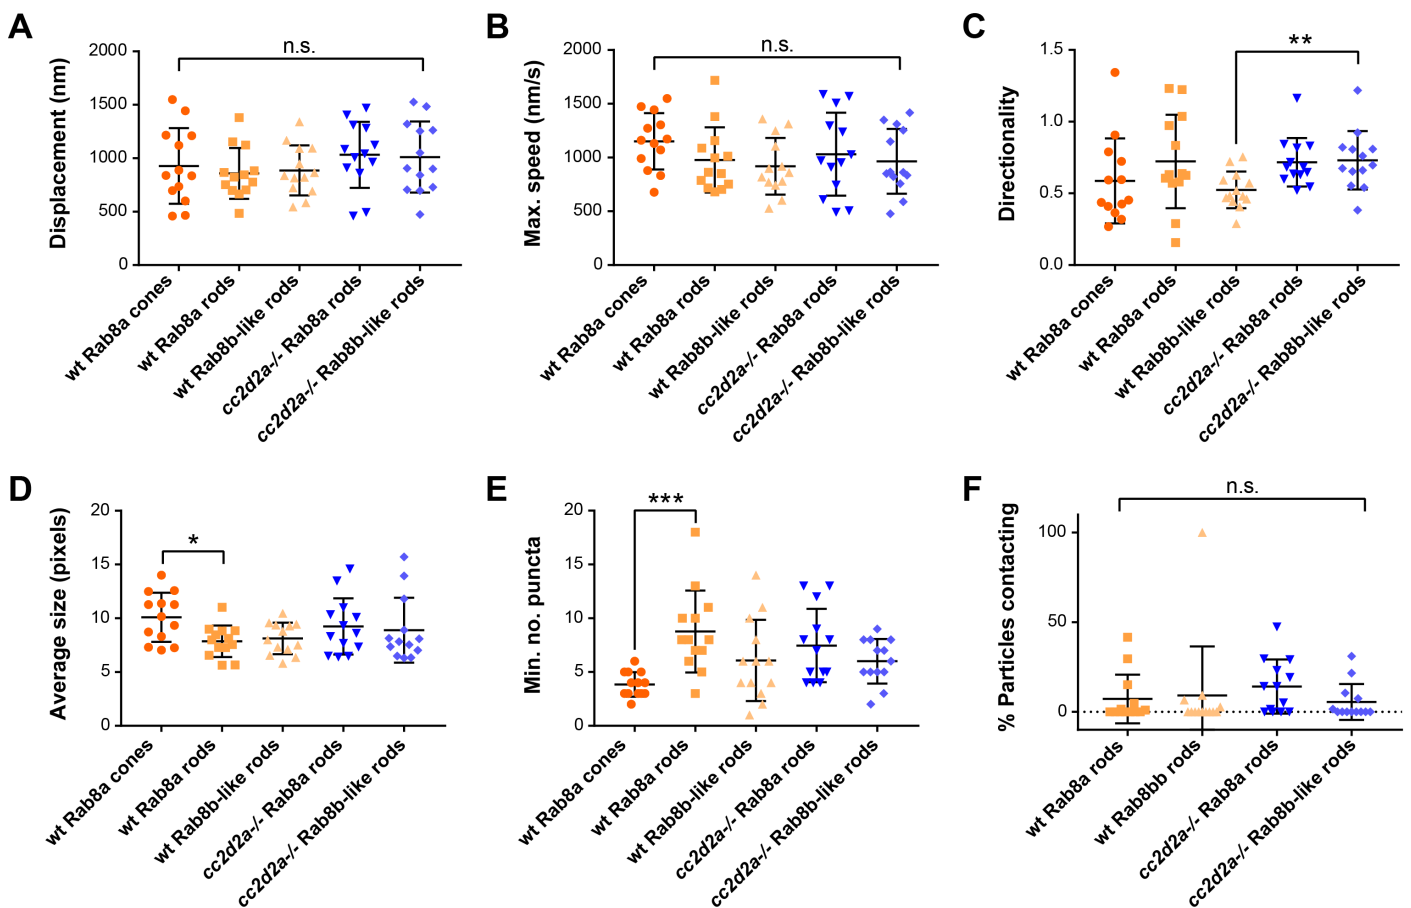 A
Displacement (nm)
2000
1500
1000
500
0
n.s.
wt Rab8a cones
wt Rab8a rods
wt Rab8b-like rods
cc2d2a-/- Rab8a rods
cc2d2a-/- Rab8b-like rods
B
Max. speed (nm/s)
2000
1500
1000
500
0
n.s.
wt Rab8a cones
wt Rab8a rods
wt Rab8b-like rods
cc2d2a-/- Rab8a rods
cc2d2a-/- Rab8b-like rods
C
Directionality
1.5
1.0
0.5
0.0
**
wt Rab8a cones
wt Rab8a rods
wt Rab8b-like rods
cc2d2a-/- Rab8a rods
cc2d2a-/- Rab8b-like rods
D
Average size (pixels)
20
15
10
5
0
*
wt Rab8a cones
wt Rab8a rods
wt Rab8b-like rods
cc2d2a-/- Rab8a rods
cc2d2a-/- Rab8b-like rods
E
Min. no. puncta
20
15
10
5
0
***
wt Rab8a cones
wt Rab8a rods
wt Rab8b-like rods
cc2d2a-/- Rab8a rods
cc2d2a-/- Rab8b-like rods
F
% Particles contacting
100
50
0
n.s.
wt Rab8a rods
wt Rab8bb rods
cc2d2a-/- Rab8a rods
cc2d2a-/- Rab8b-like rods